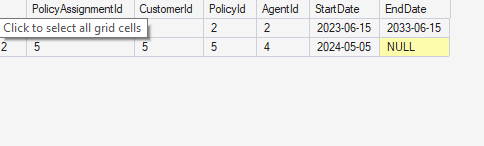 PolicyAssignmentId CustomerId PolicyId AgentId StartDate EndDate
Click to select all grid cells 2 2 2023-06-15 2033-06-15
2 5 5 5 4 2024-05-05 NULL